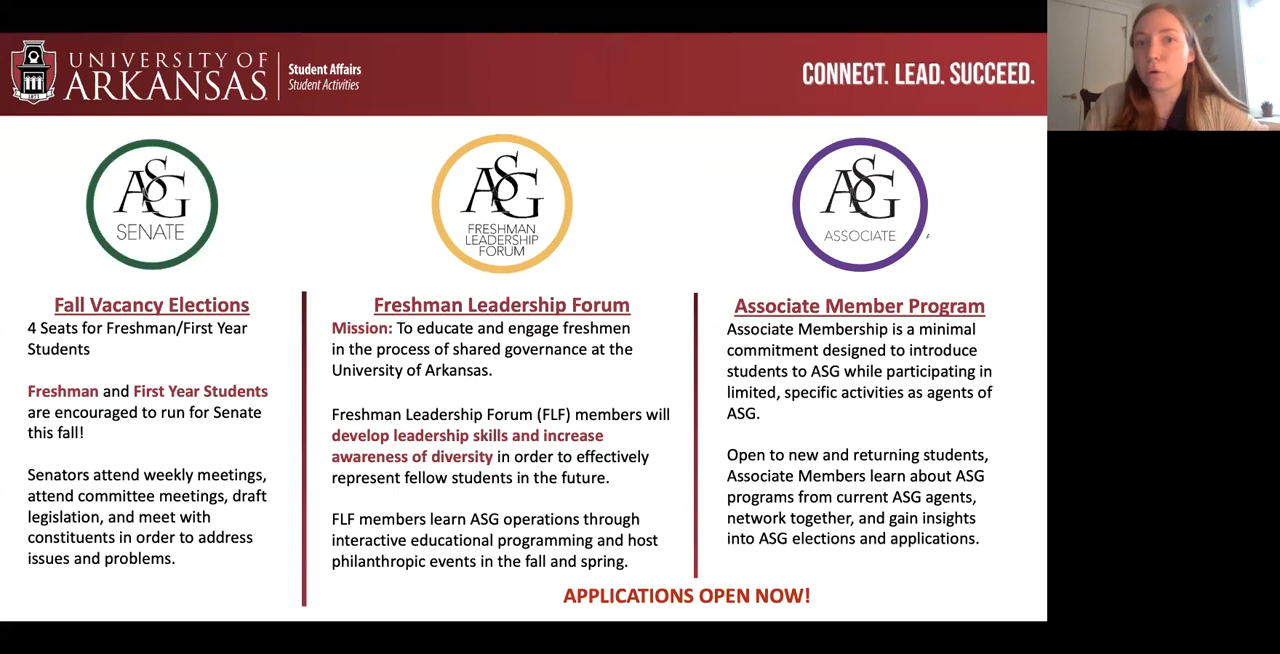 UNIVERSITY OF
ARKANSAS
Student Affairs
Student Activities
1871
CONNECT. LEAD. SUCCEED.
ASG
SENATE
Fall Vacancy Elections
4 Seats for Freshman/First Year
Students
Freshman and First Year Students
are encouraged to run for Senate
this fall!
Senators attend weekly meetings,
attend committee meetings, draft
legislation, and meet with
constituents in order to address
issues and problems.
ASG
FRESHMAN
LEADERSHIP
FORUM
Freshman Leadership Forum
Mission: To educate and engage freshmen
in the process of shared governance at the
University of Arkansas.
Freshman Leadership Forum (FLF) members will
develop leadership skills and increase
awareness of diversity in order to effectively
represent fellow students in the future.
FLF members learn ASG operations through
interactive educational programming and host
philanthropic events in the fall and spring.
ASG
ASSOCIATE
Associate Member Program
Associate Membership is a minimal
commitment designed to introduce
students to ASG while participating in
limited, specific activities as agents of
ASG.
Open to new and returning students,
Associate Members learn about ASG
programs from current ASG agents,
network together, and gain insights
into ASG elections and applications.
APPLICATIONS OPEN NOW!